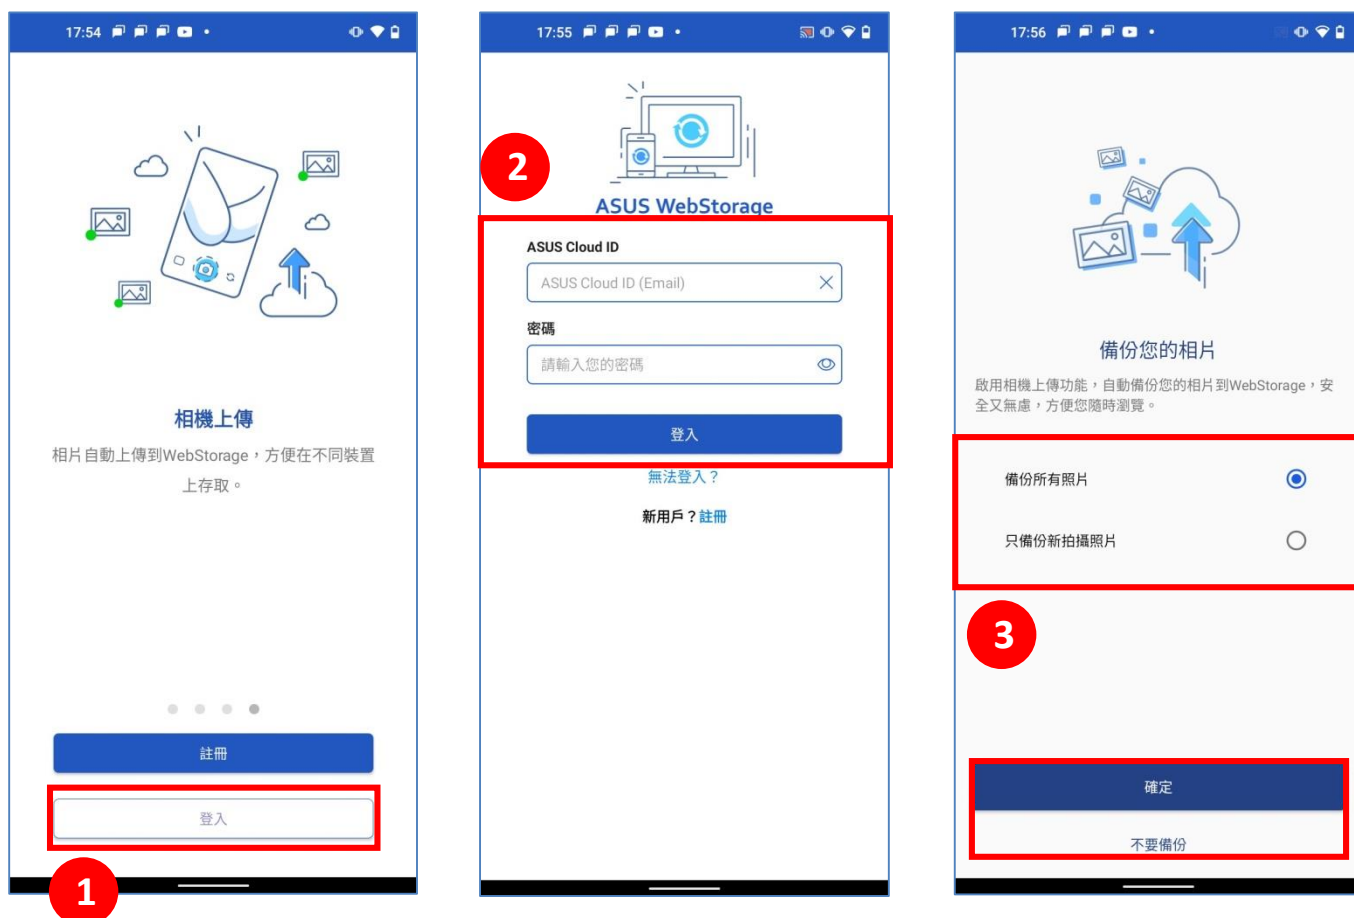 17:54
相機上傳
相片自動上傳到WebStorage,方便在不同裝置
上存取。
註冊
登入
1
17:55
2
ASUS WebStorage
ASUS Cloud ID
ASUS Cloud ID (Email)
密碼
請輸入您的密碼
登入
無法登入?
新用戶?註冊
17:56
備份您的相片
啟用相機上傳功能,自動備份您的相片到WebStorage,安
全又無慮,方便您隨時瀏覽。
備份所有照片
只備份新拍攝照片
3
確定
不要備份